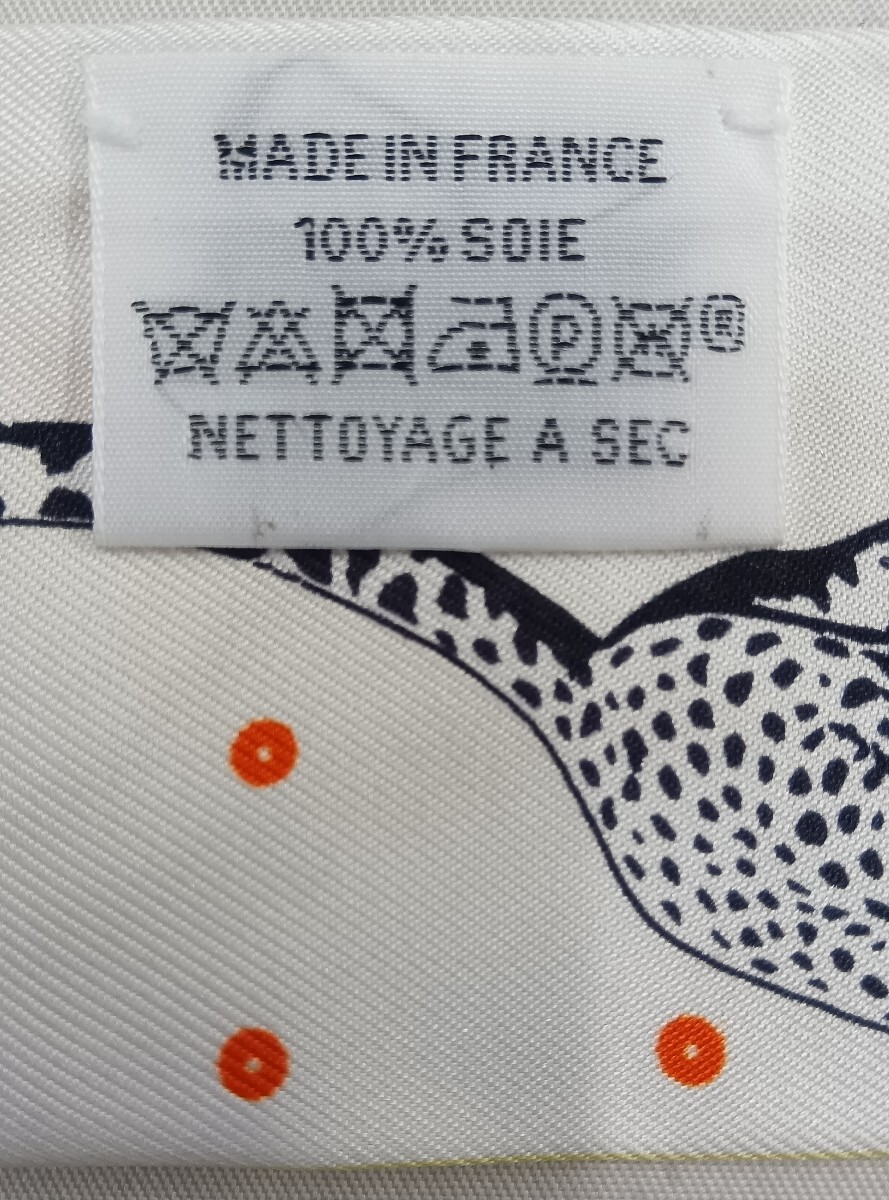 MADE IN FRANCE
100% SOIE
P ®
NETTOYAGE A SEC